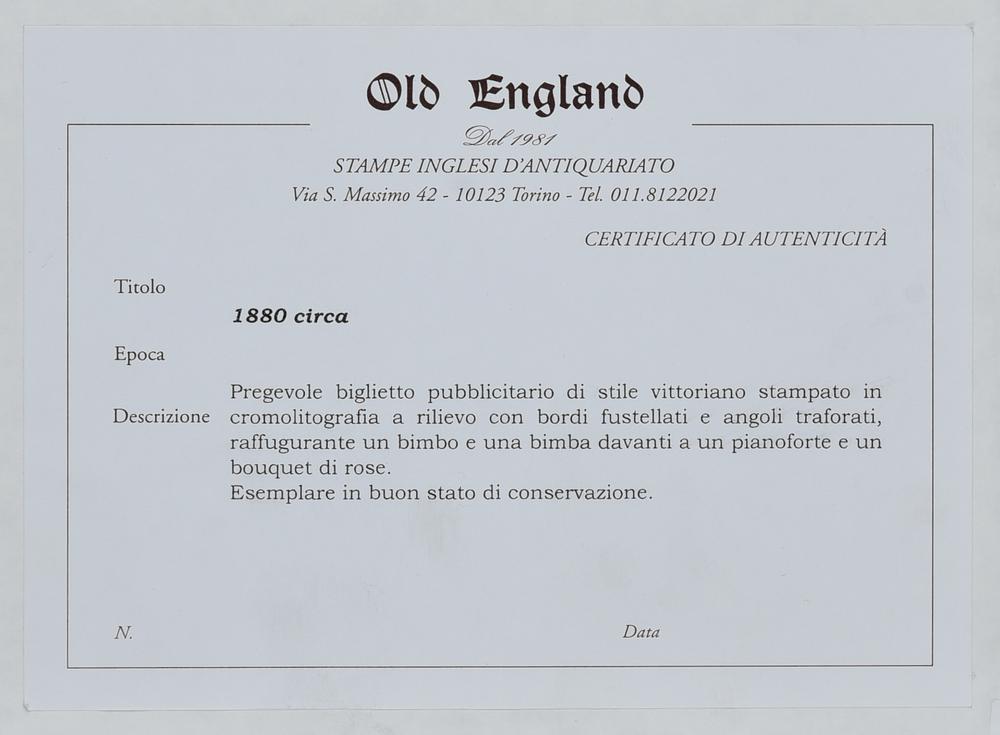 Old England
Dal 1981
STAMPE INGLESI D'ANTIQUARIATO
Via S. Massimo 42 - 10123 Torino - Tel. 011.8122021
CERTIFICATO DI AUTENTICITÀ
Titolo
1880 circa
Epoca
Descrizione
Pregevole biglietto pubblicitario di stile vittoriano stampato in
cromolitografia a rilievo con bordi fustellati e angoli traforati,
raffugurante un bimbo e una bimba davanti a un pianoforte e un
bouquet di rose.
Esemplare in buon stato di conservazione.
N.
Data